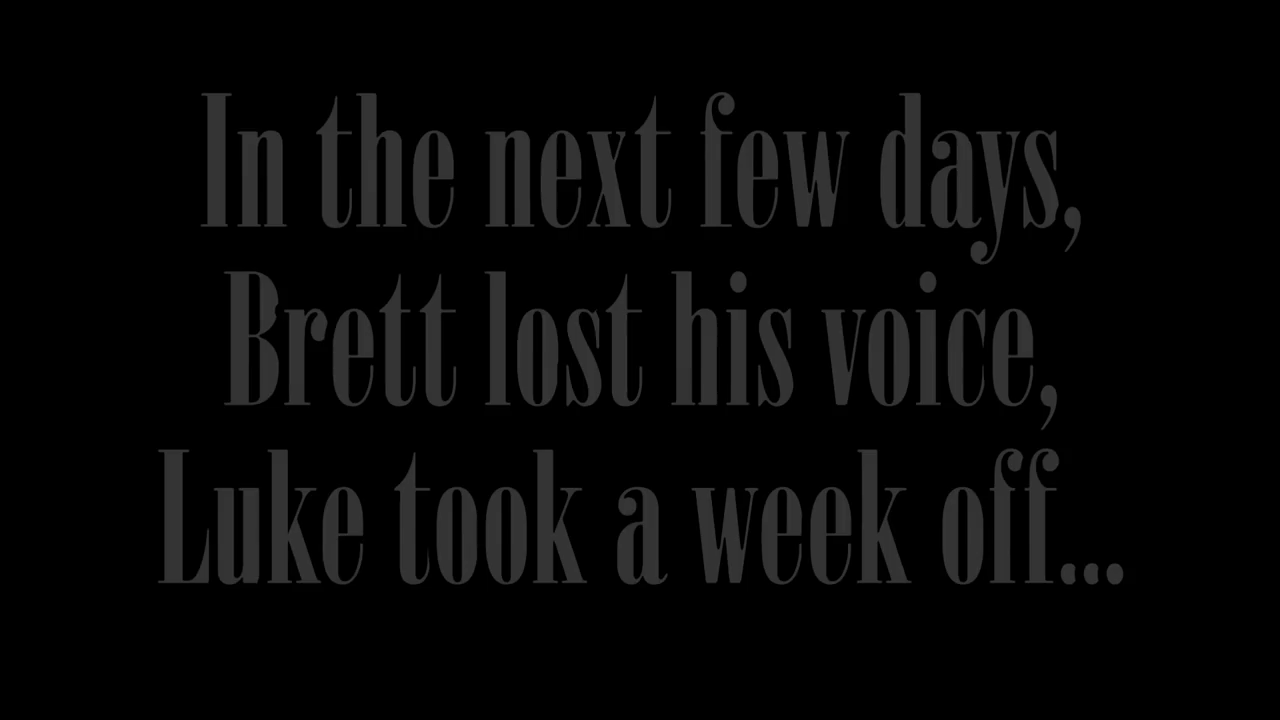 In the next few days,
Brett lost his voice,
Luke took a week off...